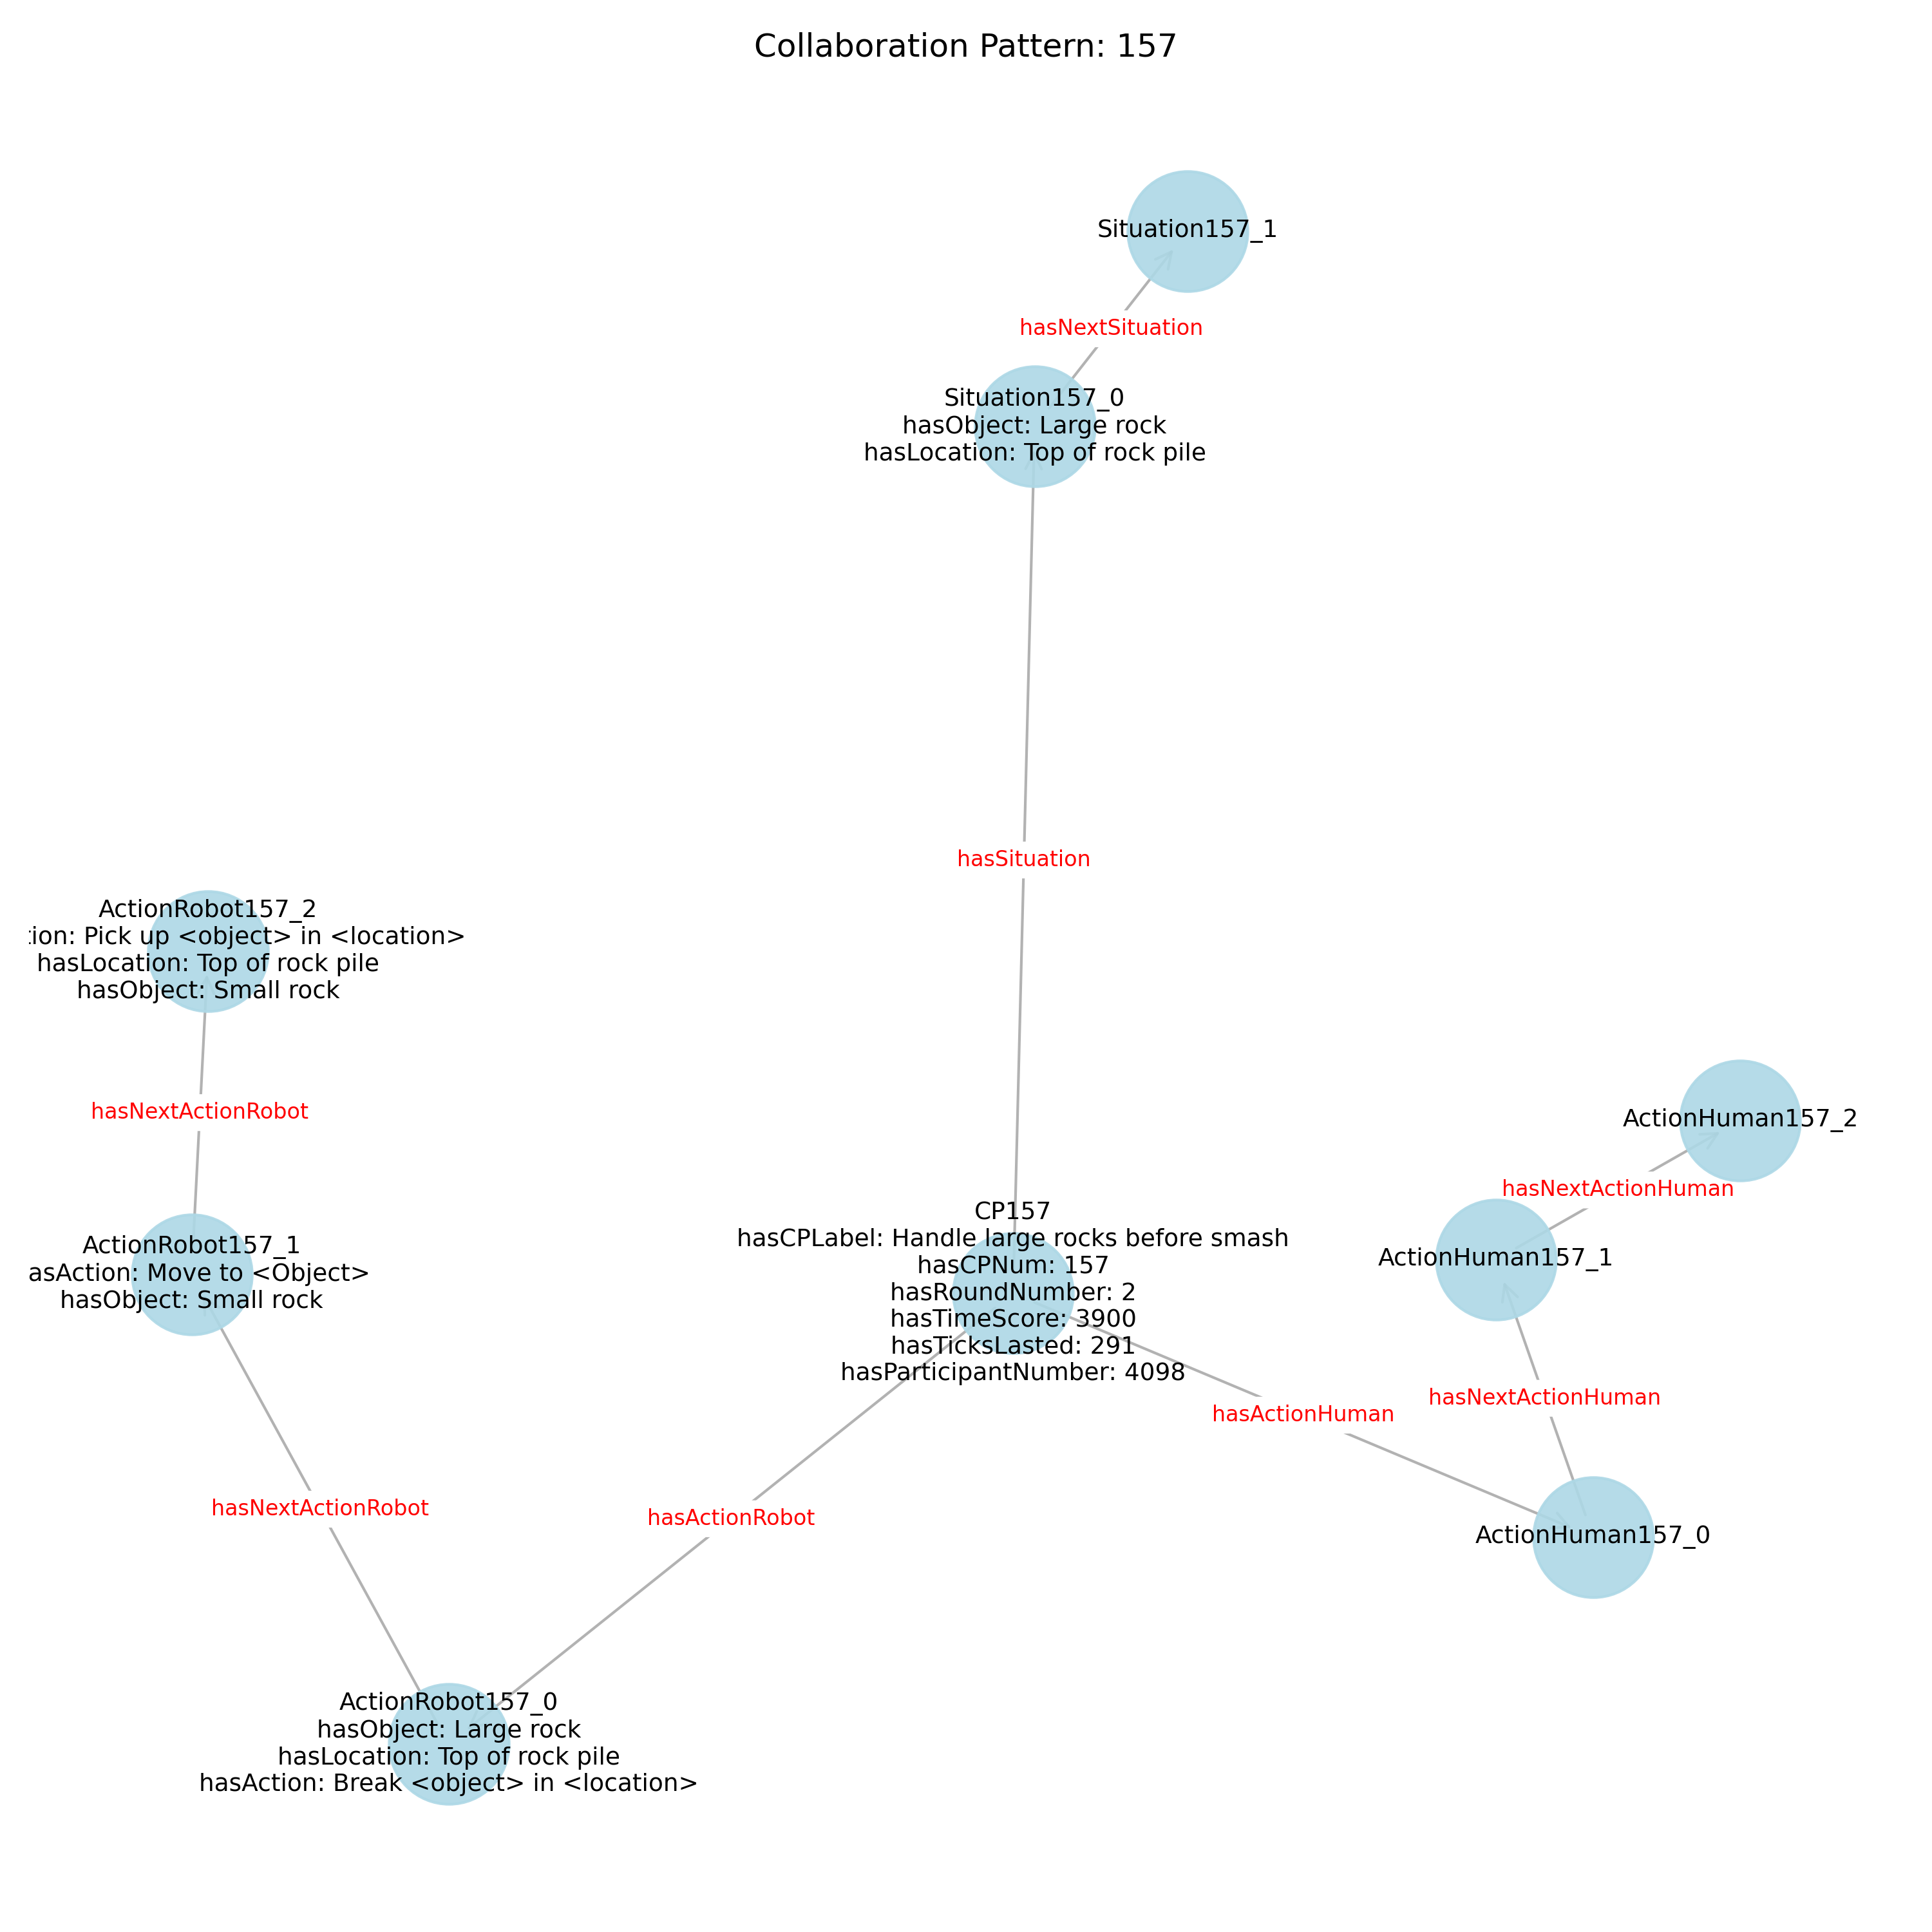 Collaboration Pattern: 157
Situation157_1
hasNextSituation
Situation157_0
hasObject: Large rock
hasLocation: Top of rock pile
hasSituation
ActionRobot157_2
tion: Pick up <object> in <location>
hasLocation: Top of rock pile
hasObject: Small rock
hasNextActionRobot
ActionRobot157_1
asAction: Move to <Object>
hasObject: Small rock
ActionHuman157_2
hasNextActionHuman
ActionHuman157_1
CP157
hasCPLabel: Handle large rocks before smash
hasCPNum: 157
hasRoundNumber: 2
hasTimeScore: 3900
hasTicksLasted: 291
hasParticipantNumber: 4098
hasNextActionHuman
hasActionHuman
hasNextActionRobot
hasActionRobot
ActionHuman157_0
ActionRobot157_0
hasObject: Large rock
hasLocation: Top of rock pile
hasAction: Break <object> in <location>